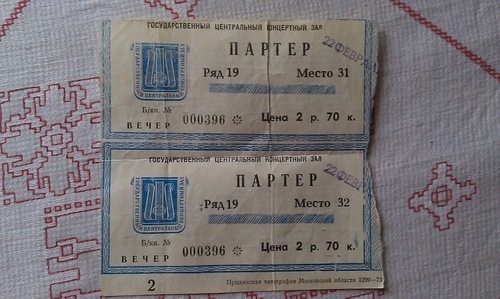 ГОСУДАРСТВЕННЫЙ ЦЕНТРАЛЬНЫЙ КОНЦЕРТНЫЙ ЗАЛ
ПАРТЕР
22 ФЕВР
Ряд 19 Место 31
Б/кн. №
ВЕЧЕР 000396 Цена 2 р. 70 к.
ГОСУДАРСТВЕННЫЙ ЦЕНТРАЛЬНЫЙ КОНЦЕРТНЫЙ ЗАЛ
ПАРТЕР
22 ФЕВР
Ряд 19 Место 32
Б/кн. №
ВЕЧЕР 000396 Цена 2 р. 70 к.
2 Пушкинская типография Московской области 1299—73